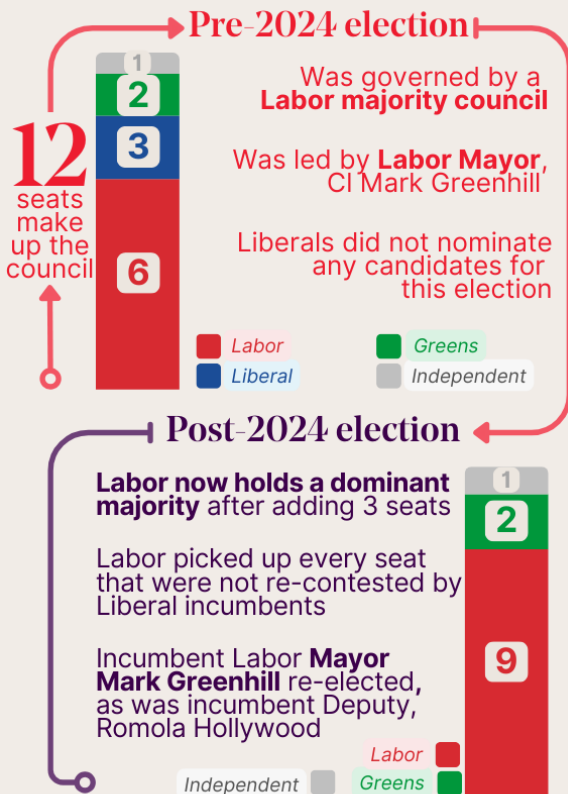 Pre-2024 election
1
2
3
6
12
seats
make
up the
council
Was governed by a
Labor majority council
Was led by Labor Mayor,
Cl Mark Greenhill
Liberals did not nominate
any candidates for
this election
Labor
Greens
Liberal
Independent
Post-2024 election
Labor now holds a dominant
majority after adding 3 seats
Labor picked up every seat
that were not re-contested by
Liberal incumbents
Incumbent Labor Mayor
Mark Greenhill re-elected,
as was incumbent Deputy,
Romola Hollywood
1
2
9
Labor
Independent
Greens